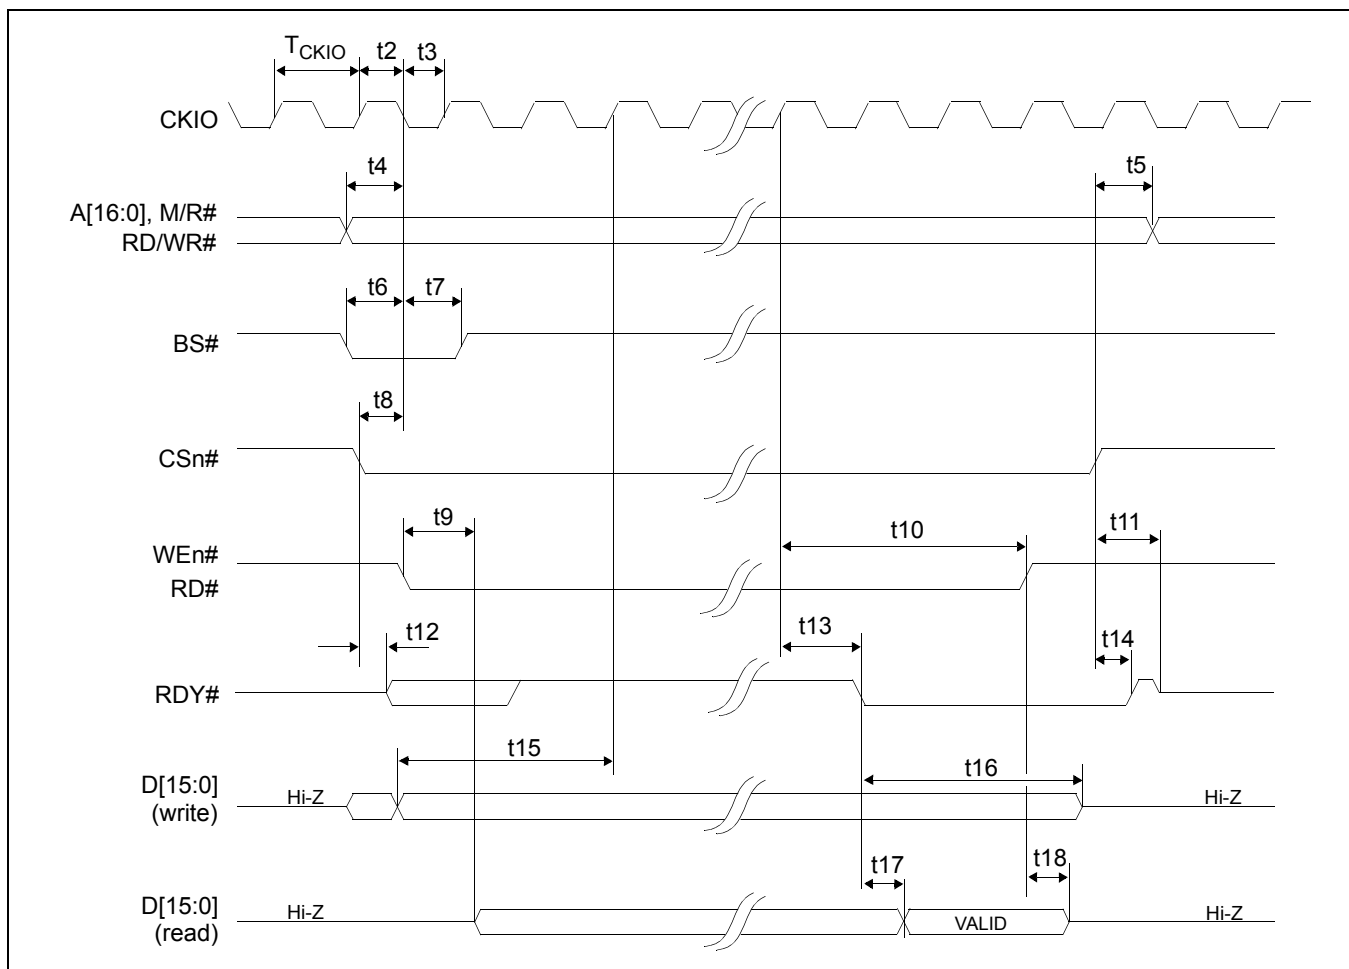 TCKIO t2 t3
CKIO
t4 t5
A[16:0], M/R#
RD/WR#
t6 t7
BS#
t8
CSn#
t9 t10 t11
WEn#
RD#
t12 t13 t14
RDY#
t15 t16
D[15:0]
(write)
Hi-Z Hi-Z
t17 t18
D[15:0]
(read)
Hi-Z VALID Hi-Z